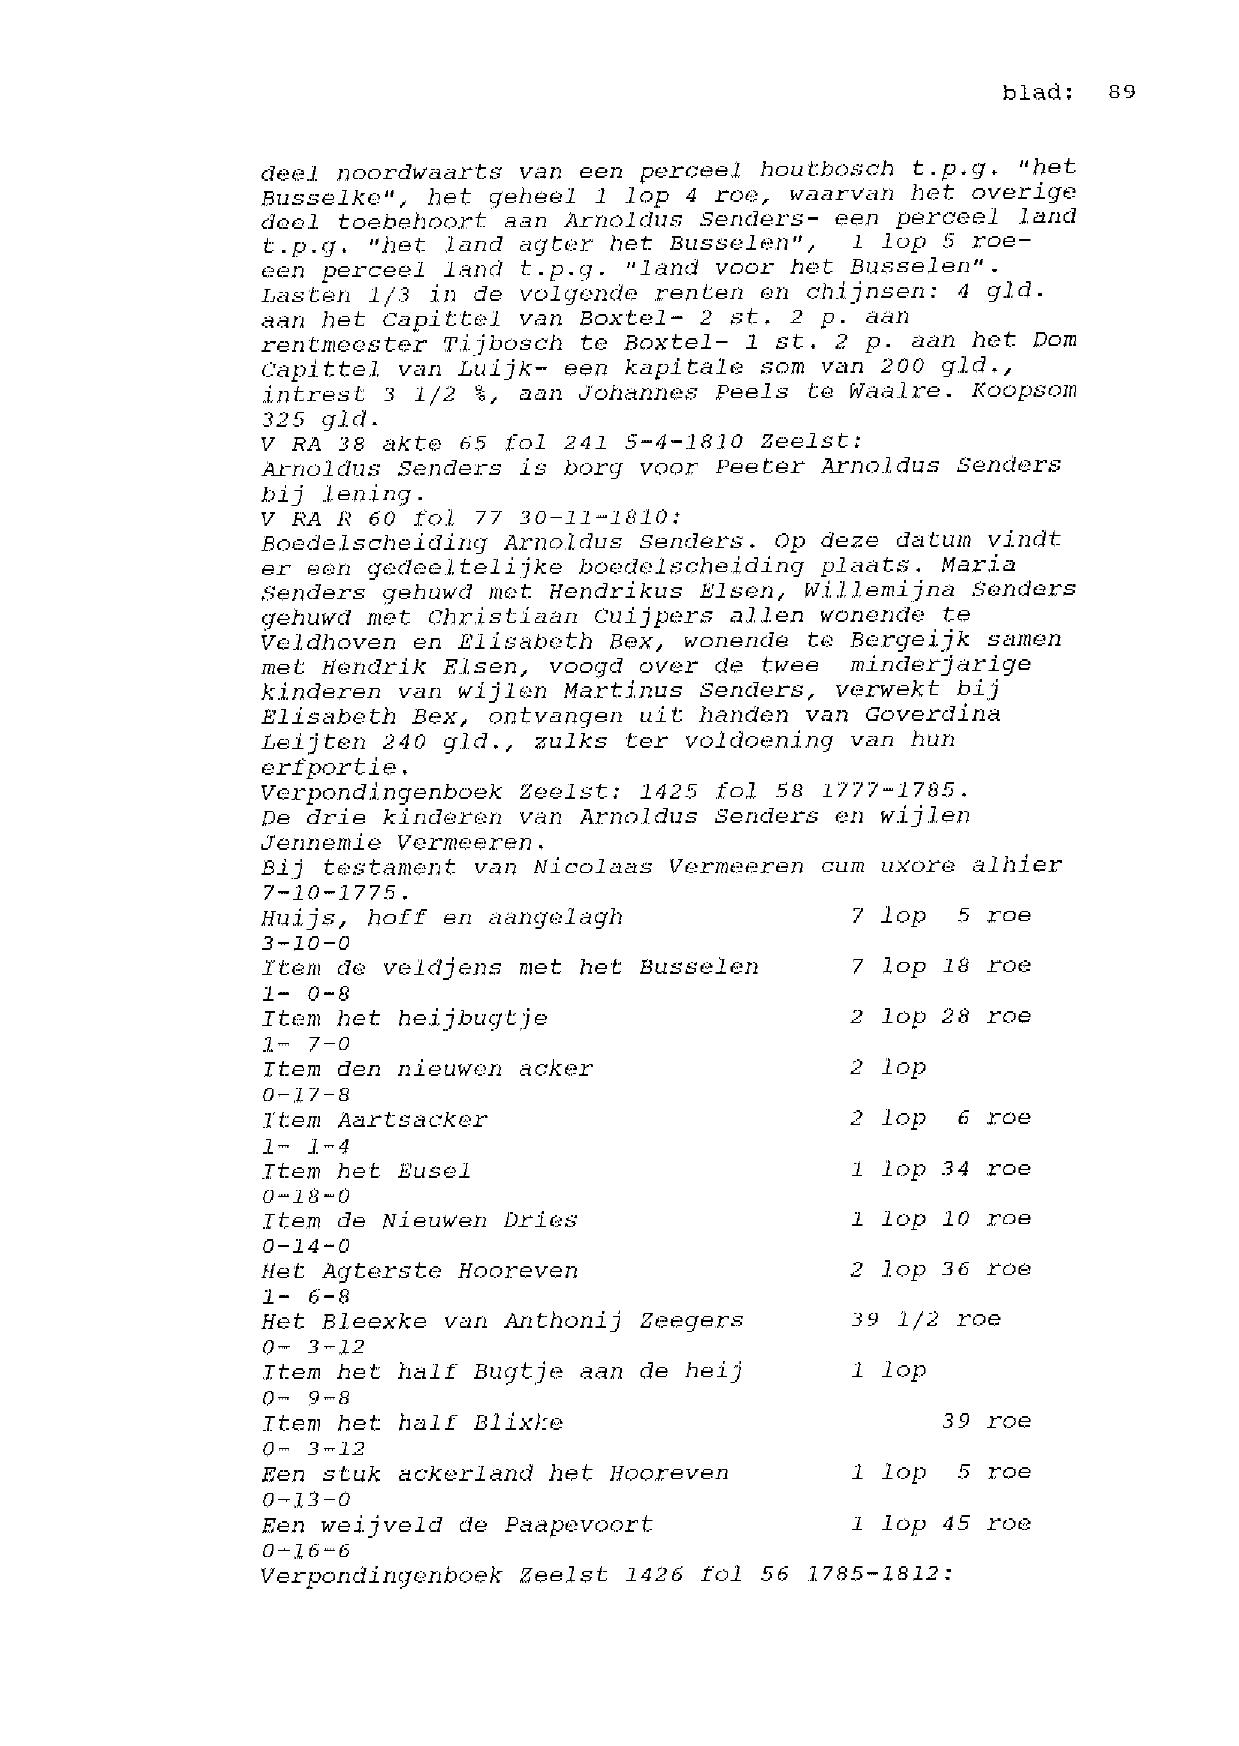 blad: 89
deel noordwaarts van een perceel houtbosch t.p.g. "het
Busselke", het geheel 1 lop 4 roe, waarvan het overige
deel toebehoort aan Arnoldus Senders- een perceel land
t.p.g. "het land agter het Busselen", 1 lop 5 roe-
een perceel land t.p.g. "land voor het Busselen".
Lasten 1/3 in de volgende renten en chijnsen: 4 gld.
aan het Capittel van Boxtel- 2 st. 2 p. aan
rentmeester Tijbosch te Boxtel- 1 st. 2 p. aan het Dom
Capittel van Luijk- een kapitale som van 200 gld.,
intrest 3 1/2 %, aan Johannes Peels te Waalre. Koopsom
325 gld.
V RA 38 akte 65 fol 241 5-4-1810 Zeelst:
Arnoldus Senders is borg voor Peeter Arnoldus Senders
bij lening.
V RA R 60 fol 77 30-11-1810:
Boedelscheiding Arnoldus Senders. Op deze datum vindt
er een gedeeltelijke boedelscheiding plaats. Maria
Senders gehuwd met Hendrikus Elsen, Willemijna Senders
gehuwd met Christiaan Cuijpers allen wonende te
Veldhoven en Elisabeth Bex, wonende te Bergeijk samen
met Hendrik Elsen, voogd over de twee minderjarige
kinderen van wijlen Martinus Senders, verwekt bij
Elisabeth Bex, ontvangen uit handen van Goverdina
Leijten 240 gld., zulks ter voldoening van hun
erfportie.
Verpondingenboek Zeelst: 1425 fol 58 1777-1785.
De drie kinderen van Arnoldus Senders en wijlen
Jennemie Vermeeren.
Bij testament van Nicolaas Vermeeren cum uxore alhier
7-10-1775.
Huijs, hoff en aangelagh 7 lop 5 roe
3-10-0
Item de veldjens met het Busselen 7 lop 18 roe
1- 0-8
Item het heijbugtje 2 lop 28 roe
1- 7-0
Item den nieuwen acker 2 lop
0-17-8
Item Aartsacker 2 lop 6 roe
1- 1-4
Item het Eusel 1 lop 34 roe
0-18-0
Item de Nieuwen Dries 1 lop 10 roe
0-14-0
Het Agterste Hooreven 2 lop 36 roe
1- 6-8
Het Bleexke van Anthonij Zeegers 39 1/2 roe
0- 3-12
Item het half Bugtje aan de heij 1 lop
0- 9-8
Item het half Blixke 39 roe
0- 3-12
Een stuk ackerland het Hooreven 1 lop 5 roe
0-13-0
Een weijveld de Paapevoort 1 lop 45 roe
0-16-6
Verpondingenboek Zeelst 1426 fol 56 1785-1812: